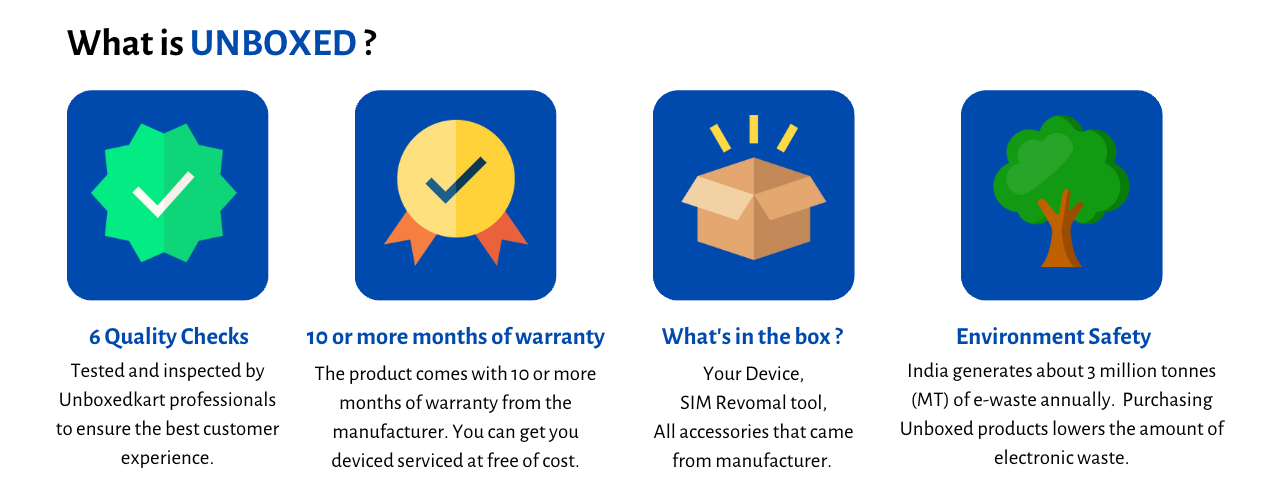 What is UNBOXED ?
6 Quality Checks
Tested and inspected by
Unboxedkart professionals
to ensure the best customer
experience.
10 or more months of warranty
The product comes with 10 or more
months of warranty from the
manufacturer. You can get you
deviced serviced at free of cost.
What's in the box ?
Your Device,
SIM Revomal tool,
All accessories that came
from manufacturer.
Environment Safety
India generates about 3 million tonnes
(MT) of e-waste annually. Purchasing
Unboxed products lowers the amount of
electronic waste.